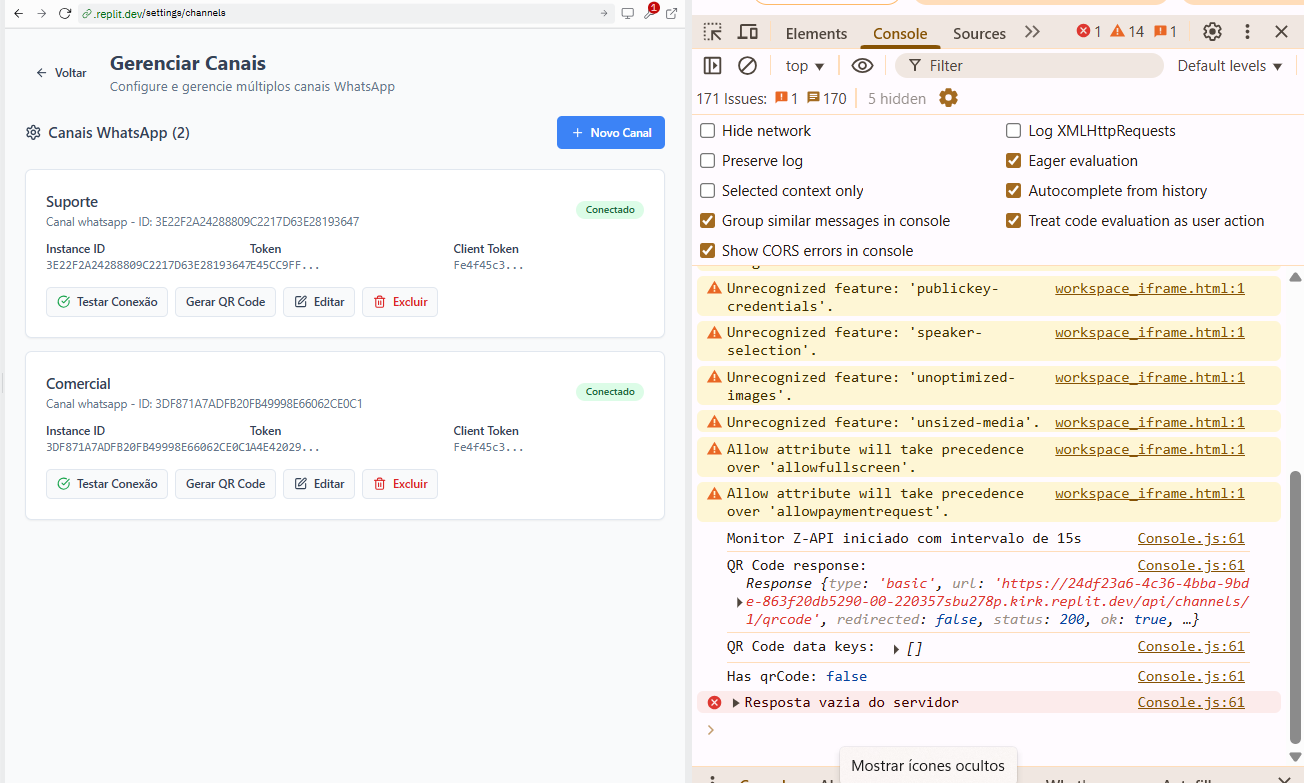 .replit.dev/settings/channels
1
Voltar
Gerenciar Canais
Configure e gerencie múltiplos canais WhatsApp
Canais WhatsApp (2)
+ Novo Canal
Suporte
Canal whatsapp - ID: 3E22F2A24288809C2217D63E28193647
Conectado
Instance ID Token Client Token
3E22F2A24288809C2217D63E28193647E45CC9FF... Fe4f45c3...
Testar Conexão Gerar QR Code Editar Excluir
Comercial
Canal whatsapp - ID: 3DF871A7ADFB20FB49998E66062CE0C1
Conectado
Instance ID Token Client Token
3DF871A7ADFB20FB49998E66062CE0C1A4E42029... Fe4f45c3...
Testar Conexão Gerar QR Code Editar Excluir
Elements Console Sources 1 14 1
top Filter Default levels
171 Issues: 1 170 5 hidden
Hide network Log XMLHttpRequests
Preserve log Eager evaluation
Selected context only Autocomplete from history
Group similar messages in console Treat code evaluation as user action
Show CORS errors in console
Unrecognized feature: 'publickey- workspace_iframe.html:1
credentials'.
Unrecognized feature: 'speaker- workspace_iframe.html:1
selection'.
Unrecognized feature: 'unoptimized- workspace_iframe.html:1
images'.
Unrecognized feature: 'unsized-media'. workspace_iframe.html:1
Allow attribute will take precedence workspace_iframe.html:1
over 'allowfullscreen'.
Allow attribute will take precedence workspace_iframe.html:1
over 'allowpaymentrequest'.
Monitor Z-API iniciado com intervalo de 15s Console.js:61
QR Code response: Console.js:61
Response {type: 'basic', url: 'https://24df23a6-4c36-4bba-9bd
e-863f20db5290-00-220357sbu278p.kirk.replit.dev/api/channels/
1/qrcode', redirected: false, status: 200, ok: true, …}
QR Code data keys: [] Console.js:61
Has qrCode: false Console.js:61
Resposta vazia do servidor Console.js:61
Mostrar ícones ocultos